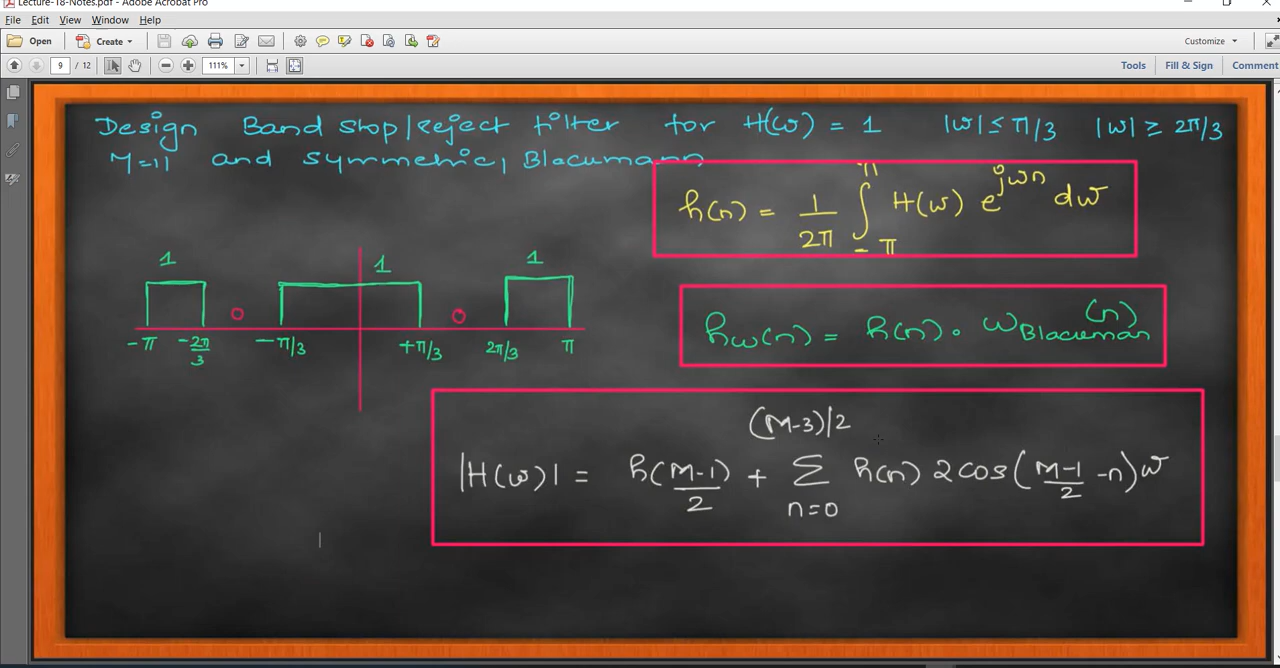 Lecture-18-Notes.pdf - Adobe Acrobat Pro
File Edit View Window Help
Open Create Customize
9 / 12 111% Tools Fill & Sign Comment
Design Band stop/reject filter for H(ω) = 1 |ω| ≤ π/3 |ω| ≥ 2π/3
M=11 and symmetric, Blacumann
h(n) = 1/2π ∫_{-π}^{π} H(ω) e^{jωn} dω
1 1 1
0 0
-π -2π/3 -π/3 +π/3 2π/3 π
hω(n) = h(n) . ω Blacuman (n)
|H(ω)| = h(M-1/2) + Σ_{n=0}^{(M-3)/2} h(n) 2cos(M-1/2 -n)ω